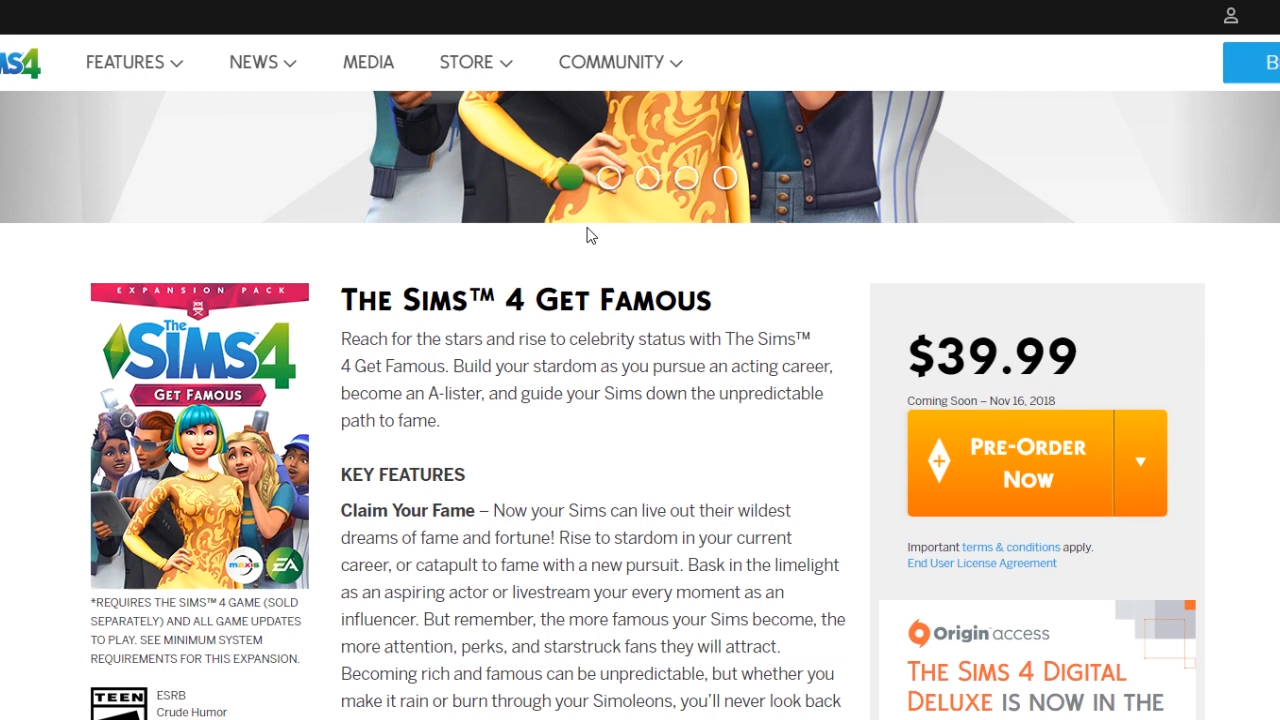 MS4
FEATURES
NEWS
MEDIA
STORE
COMMUNITY
B
EXPANSION PACK
The
SiMS 4
GET FAMOUS
maxis
EA
*REQUIRES THE SIMS™ 4 GAME (SOLD
SEPARATELY) AND ALL GAME UPDATES
TO PLAY. SEE MINIMUM SYSTEM
REQUIREMENTS FOR THIS EXPANSION.
TEEN
ESRB
Crude Humor
THE SIMS™ 4 GET FAMOUS
Reach for the stars and rise to celebrity status with The Sims™
4 Get Famous. Build your stardom as you pursue an acting career,
become an A-lister, and guide your Sims down the unpredictable
path to fame.
KEY FEATURES
Claim Your Fame – Now your Sims can live out their wildest
dreams of fame and fortune! Rise to stardom in your current
career, or catapult to fame with a new pursuit. Bask in the limelight
as an aspiring actor or livestream your every moment as an
influencer. But remember, the more famous your Sims become, the
more attention, perks, and starstruck fans they will attract.
Becoming rich and famous can be unpredictable, but whether you
make it rain or burn through your Simoleons, you'll never look back
$39.99
Coming Soon – Nov 16, 2018
PRE-ORDER
NOW
Important terms & conditions apply.
End User License Agreement
Origin access
THE SIMS 4 DIGITAL
DELUXE IS NOW IN THE